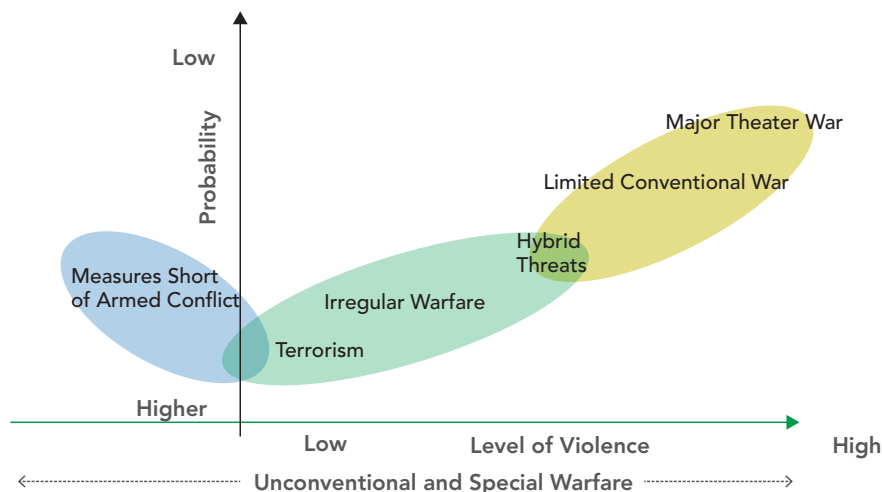 Low
Probability
Major Theater War
Limited Conventional War
Hybrid
Threats
Measures Short
of Armed Conflict
Irregular Warfare
Terrorism
Higher
Low
Level of Violence
High
Unconventional and Special Warfare